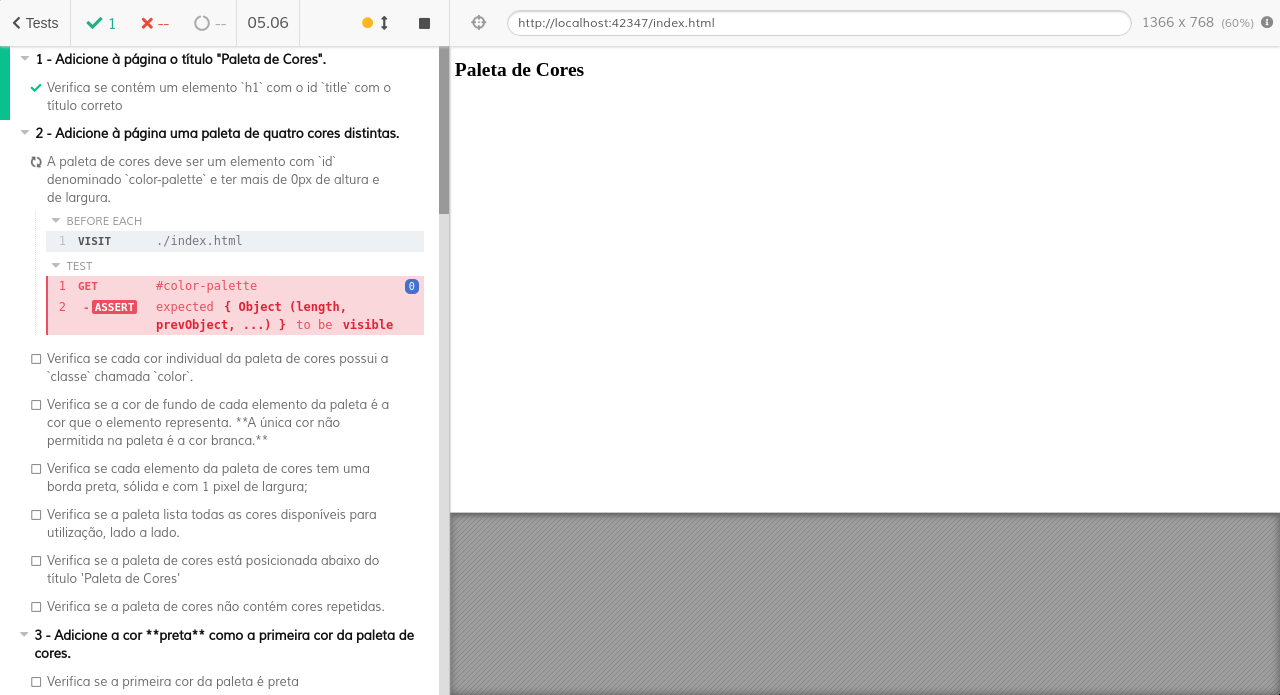 Tests 1 -- -- 05.06 http://localhost:42347/index.html 1366 x 768 (60%)
1 - Adicione à página o título "Paleta de Cores".
Verifica se contém um elemento `h1` com o id `title` com o
título correto
2 - Adicione à página uma paleta de quatro cores distintas.
A paleta de cores deve ser um elemento com `id`
denominado `color-palette` e ter mais de 0px de altura e
de largura.
BEFORE EACH
1 VISIT ./index.html
TEST
1 GET #color-palette 0
2 -ASSERT expected { Object (length,
prevObject, ...) } to be visible
Verifica se cada cor individual da paleta de cores possui a
`classe` chamada `color`.
Verifica se a cor de fundo de cada elemento da paleta é a
cor que o elemento representa. **A única cor não
permitida na paleta é a cor branca.**
Verifica se cada elemento da paleta de cores tem uma
borda preta, sólida e com 1 pixel de largura;
Verifica se a paleta lista todas as cores disponíveis para
utilização, lado a lado.
Verifica se a paleta de cores está posicionada abaixo do
título 'Paleta de Cores'
Verifica se a paleta de cores não contém cores repetidas.
3 - Adicione a cor **preta** como a primeira cor da paleta de
cores.
Verifica se a primeira cor da paleta é preta
Paleta de Cores